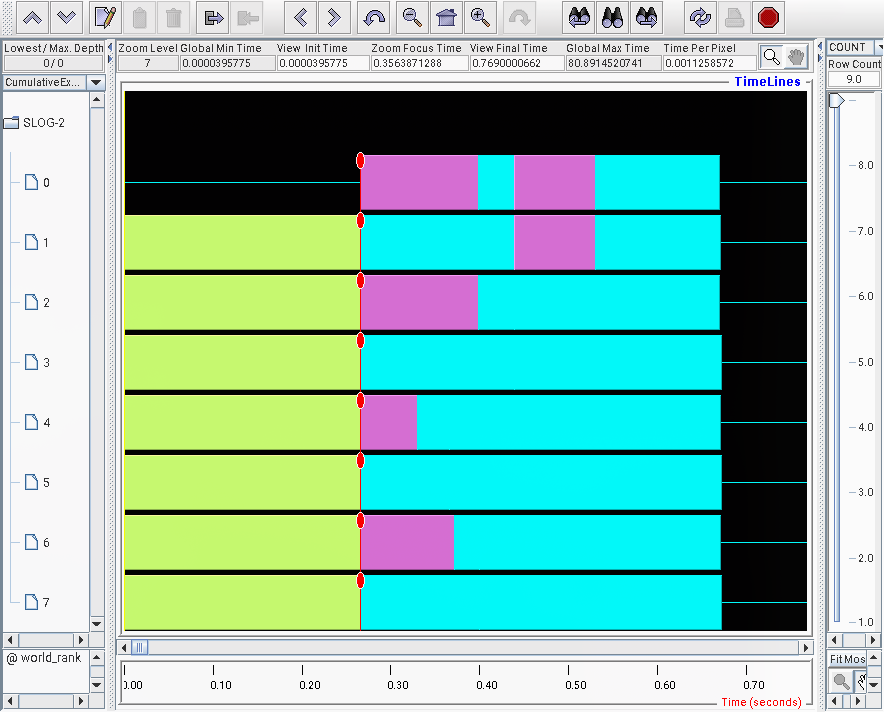 Lowest / Max. Depth
0 / 0
Zoom Level
7
Global Min Time
0.0000395775
View Init Time
0.0000395775
Zoom Focus Time
0.3563871288
View Final Time
0.7690000662
Global Max Time
80.8914520741
Time Per Pixel
0.0011258572
COUNT
Row Count
9.0
CumulativeEx...
TimeLines
SLOG-2
0
1
2
3
4
5
6
7
8.0
7.0
6.0
5.0
4.0
3.0
2.0
1.0
@ world_rank
Fit Mos
0.00 0.10 0.20 0.30 0.40 0.50 0.60 0.70
Time (seconds)